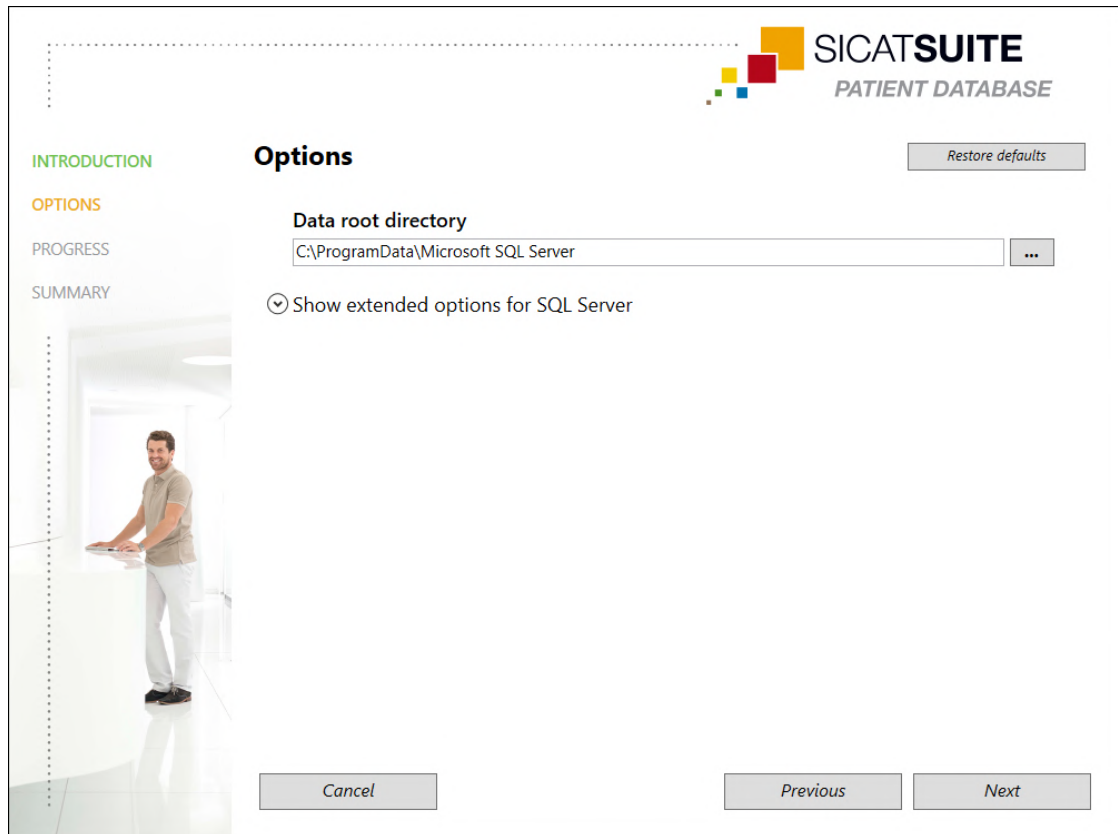 SICATSUITE
PATIENT DATABASE
INTRODUCTION
OPTIONS
PROGRESS
SUMMARY
Options
Restore defaults
Data root directory
C:\ProgramData\Microsoft SQL Server
...
Show extended options for SQL Server
Cancel
Previous
Next